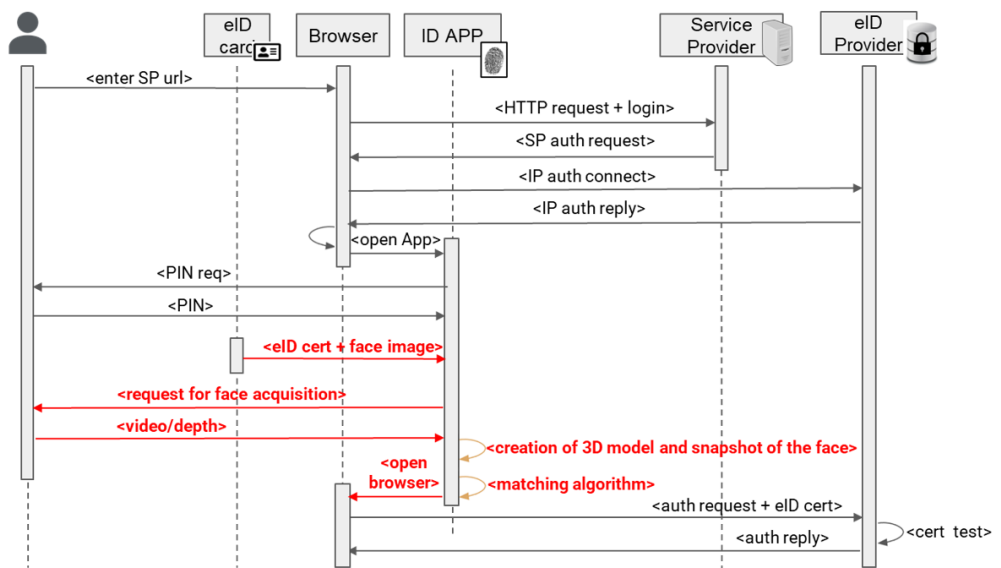 eID
card
Browser
ID APP
Service
Provider
eID
Provider
<enter SP url>
<HTTP request + login>
<SP auth request>
<IP auth connect>
<IP auth reply>
<open App>
<PIN req>
<PIN>
<eID cert + face image>
<request for face acquisition>
<video/depth>
<creation of 3D model and snapshot of the face>
<open
browser>
<matching algorithm>
<auth request + eID cert>
<cert test>
<auth reply>